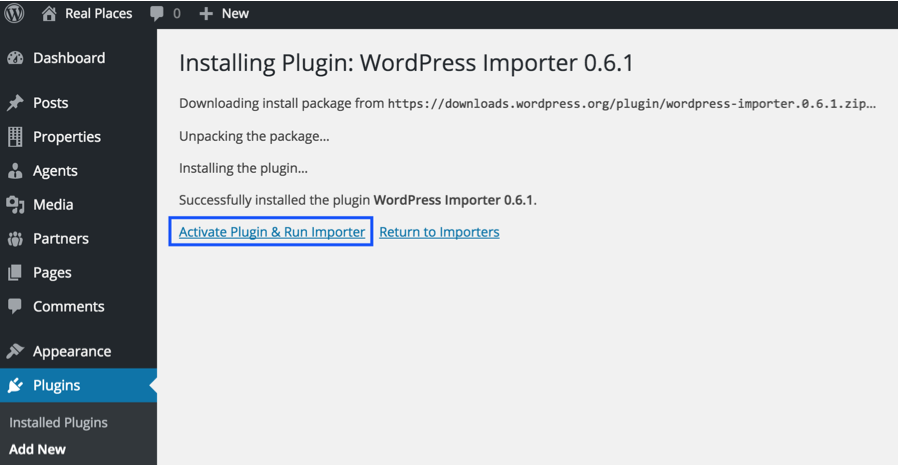 Real Places 0 New
Dashboard
Posts
Properties
Agents
Media
Partners
Pages
Comments
Appearance
Plugins
Installed Plugins
Add New
Installing Plugin: WordPress Importer 0.6.1
Downloading install package from https://downloads.wordpress.org/plugin/wordpress-importer.0.6.1.zip…
Unpacking the package…
Installing the plugin…
Successfully installed the plugin WordPress Importer 0.6.1.
Activate Plugin & Run Importer Return to Importers